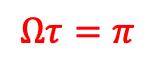 Ωτ = π